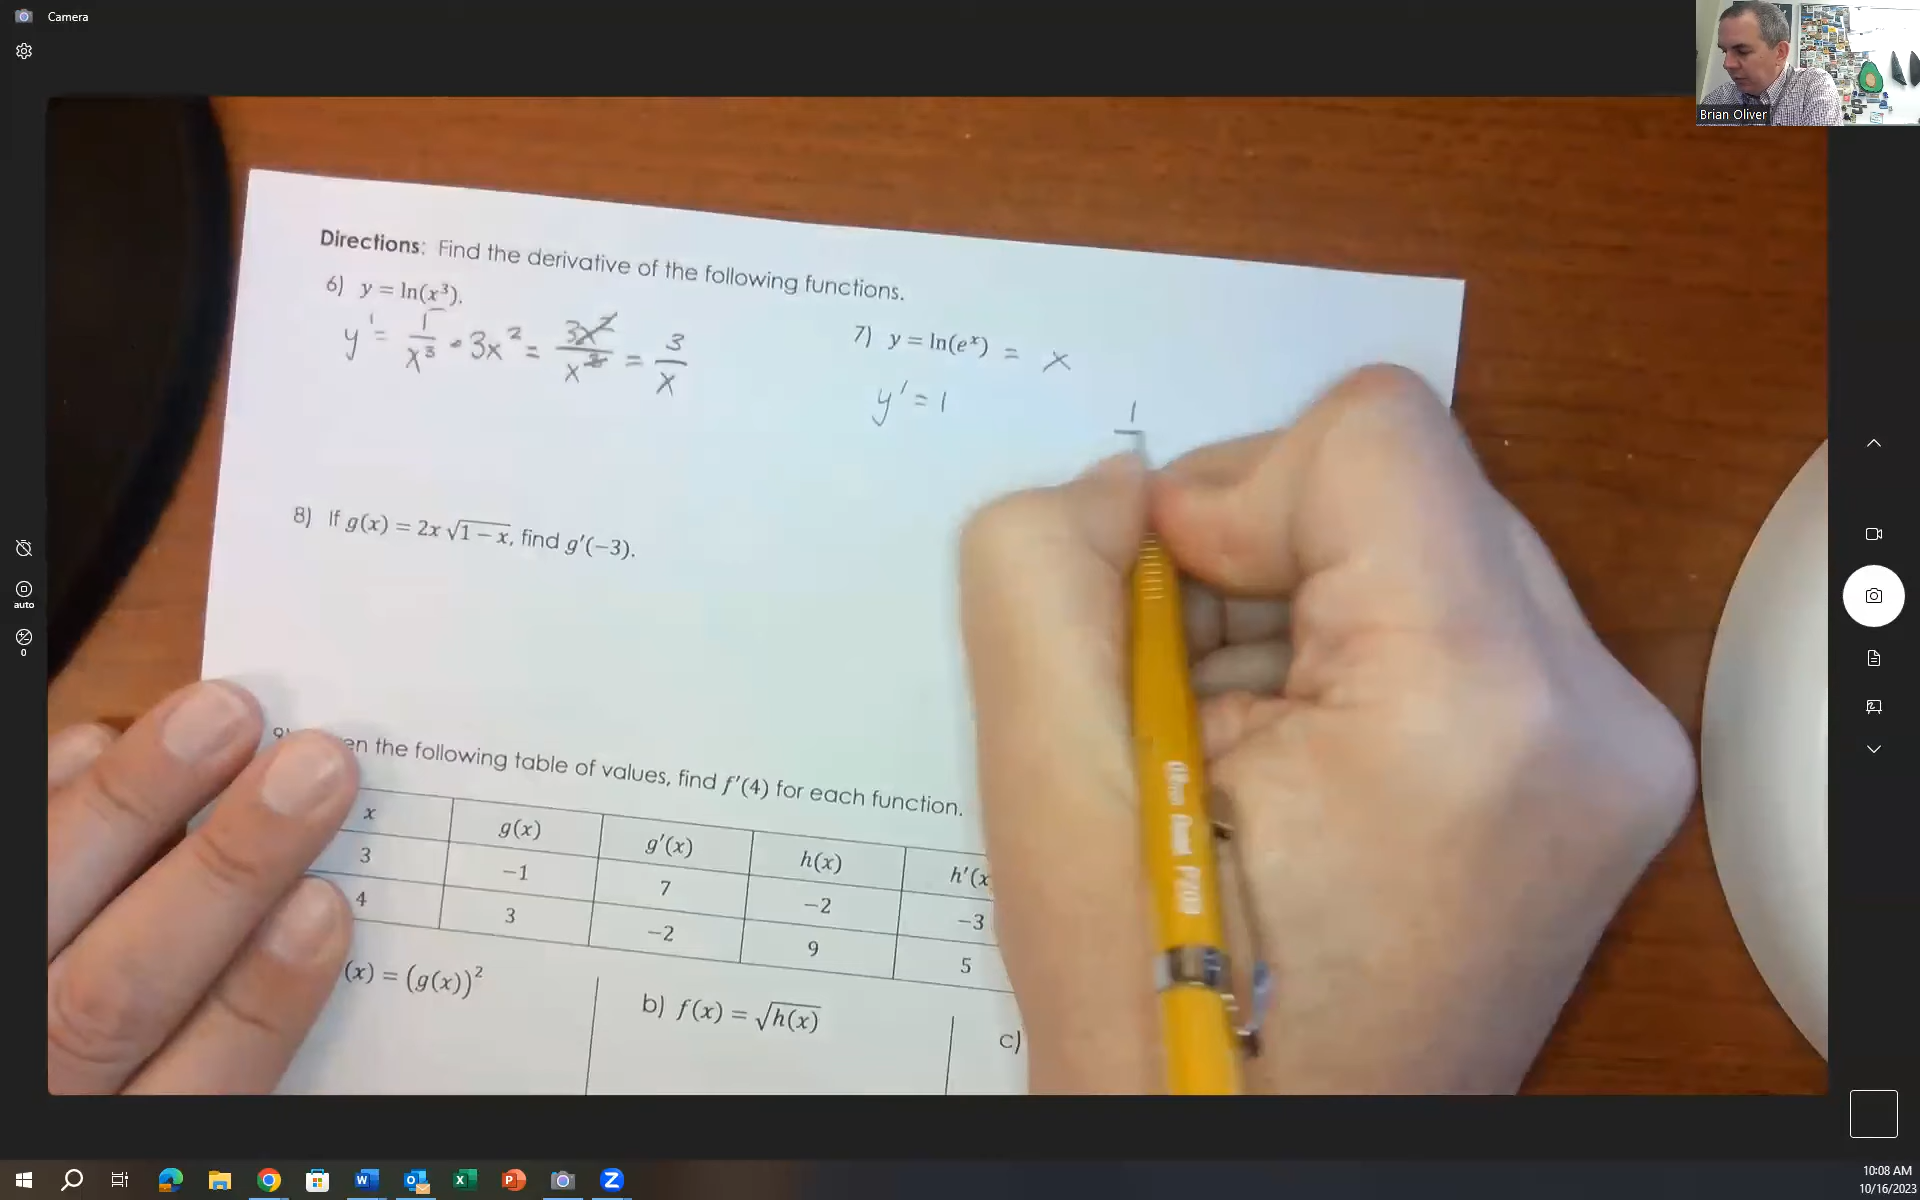 Camera
Brian Oliver
Directions: Find the derivative of the following functions.
6) y = ln(x³).
y' = 1/x³ · 3x² = 3x²/x³ = 3/x
7) y = ln(eˣ) = x
y' = 1
1
8) If g(x) = 2x √1 − x, find g′(−3).
en the following table of values, find f′(4) for each function.
x g(x) g′(x) h(x) h′(x
3 −1 7 −2 −3
4 3 −2 9 5
(x) = (g(x))²
b) f(x) = √h(x)
c)
auto
0
10:08 AM
10/16/2023